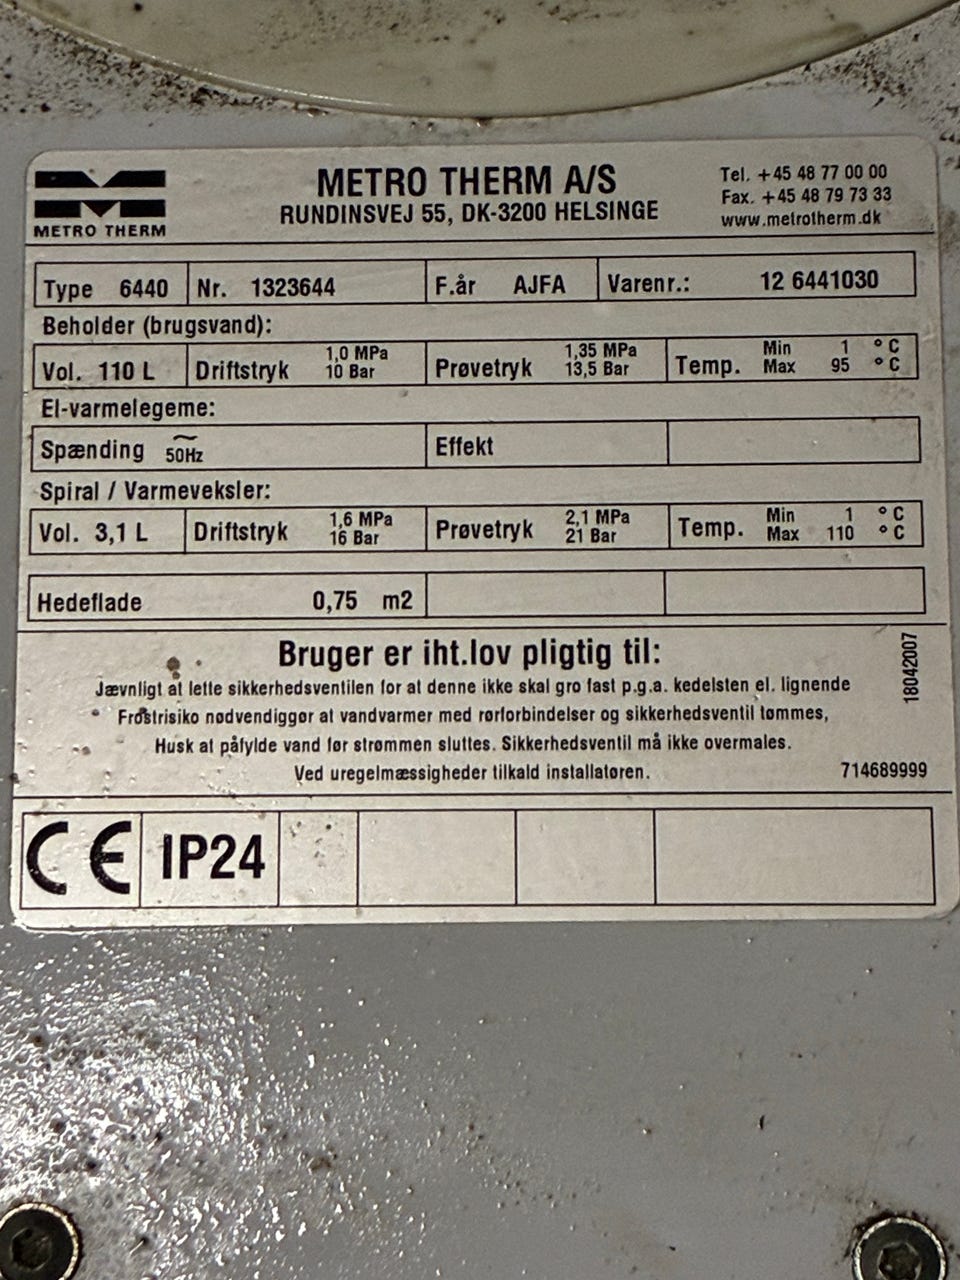 METRO THERM
METRO THERM A/S
RUNDINSVEJ 55, DK-3200 HELSINGE
Tel. +45 48 77 00 00
Fax. +45 48 79 73 33
www.metrotherm.dk
Type 6440 Nr. 1323644 F.år AJFA Varenr.: 12 6441030
Beholder (brugsvand):
Vol. 110 L Driftstryk 1,0 MPa 10 Bar Prøvetryk 1,35 MPa 13,5 Bar Temp. Min 1 °C Max 95 °C
El-varmelegeme:
Spænding ~ 50Hz Effekt
Spiral / Varmeveksler:
Vol. 3,1 L Driftstryk 1,6 MPa 16 Bar Prøvetryk 2,1 MPa 21 Bar Temp. Min 1 °C Max 110 °C
Hedeflade 0,75 m2
Bruger er iht.lov pligtig til:
Jævnligt at lette sikkerhedsventilen for at denne ikke skal gro fast p.g.a. kedelsten el. lignende
Frostrisiko nødvendiggør at vandvarmer med rørforbindelser og sikkerhedsventil tømmes,
Husk at påfylde vand før strømmen sluttes. Sikkerhedsventil må ikke overmales.
Ved uregelmæssigheder tilkald installatøren.
714689999
18042007
CE IP24